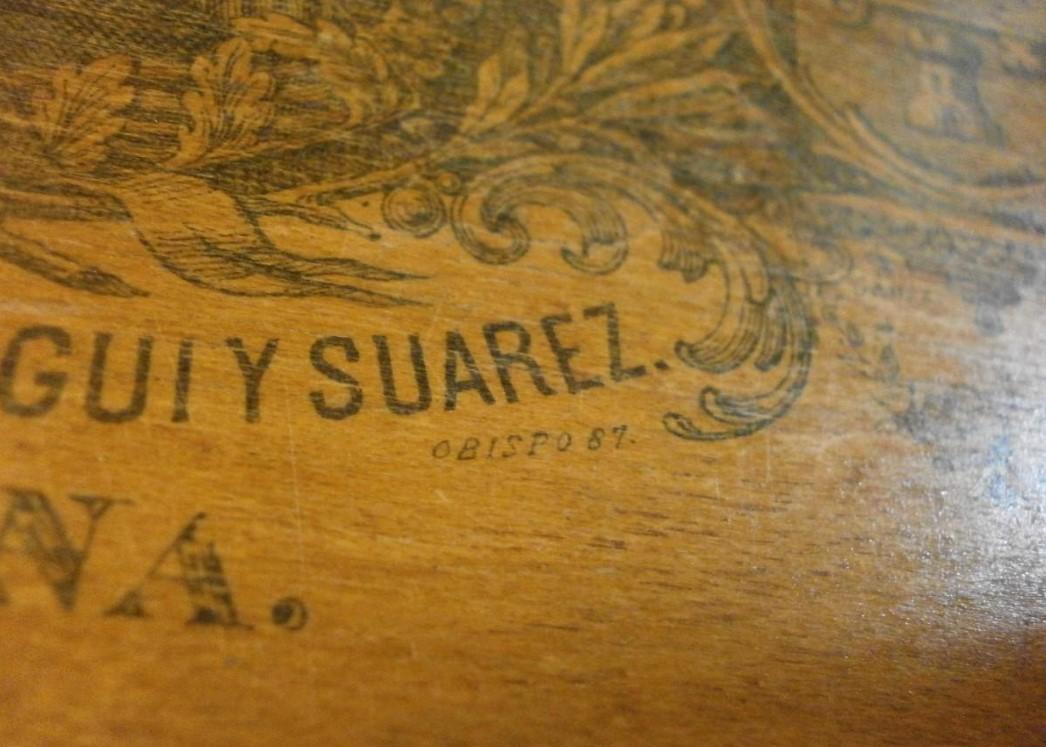 GUI Y SUAREZ.
OBISPO 87.
NA.